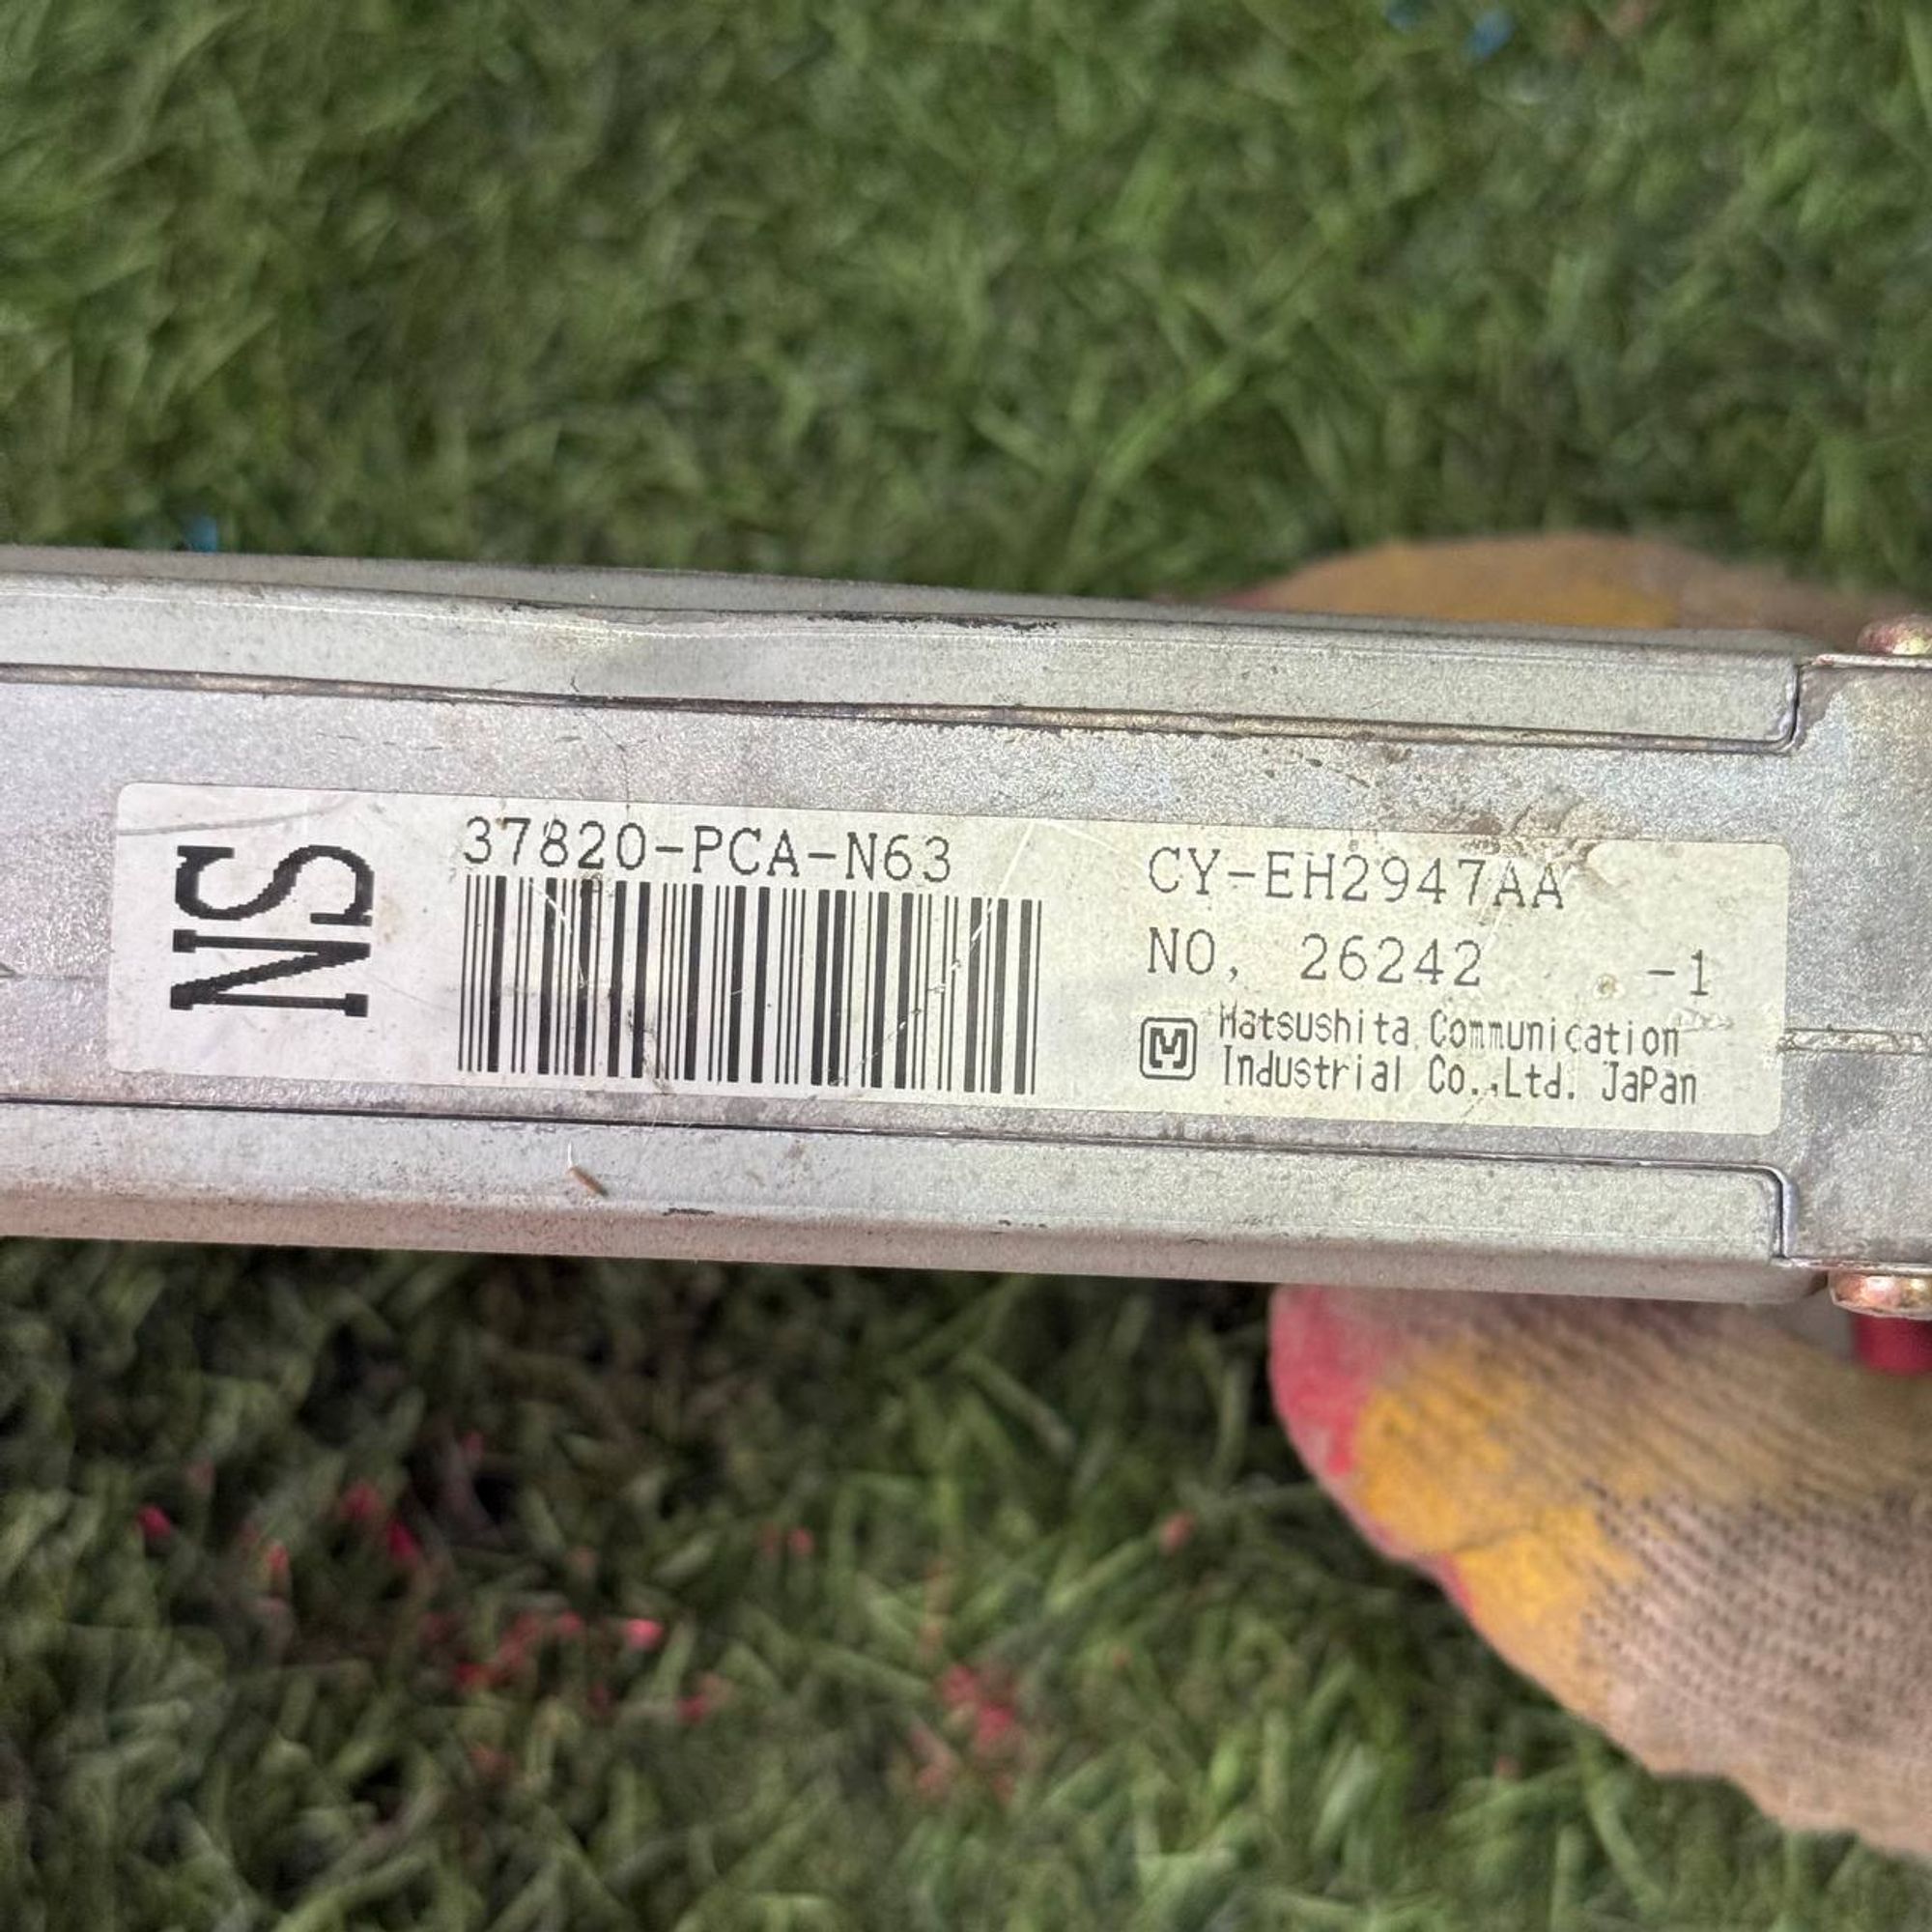 NS
37820-PCA-N63
CY-EH2947AA
NO, 26242 -1
Matsushita Communication
Industrial Co.,Ltd. JaPan